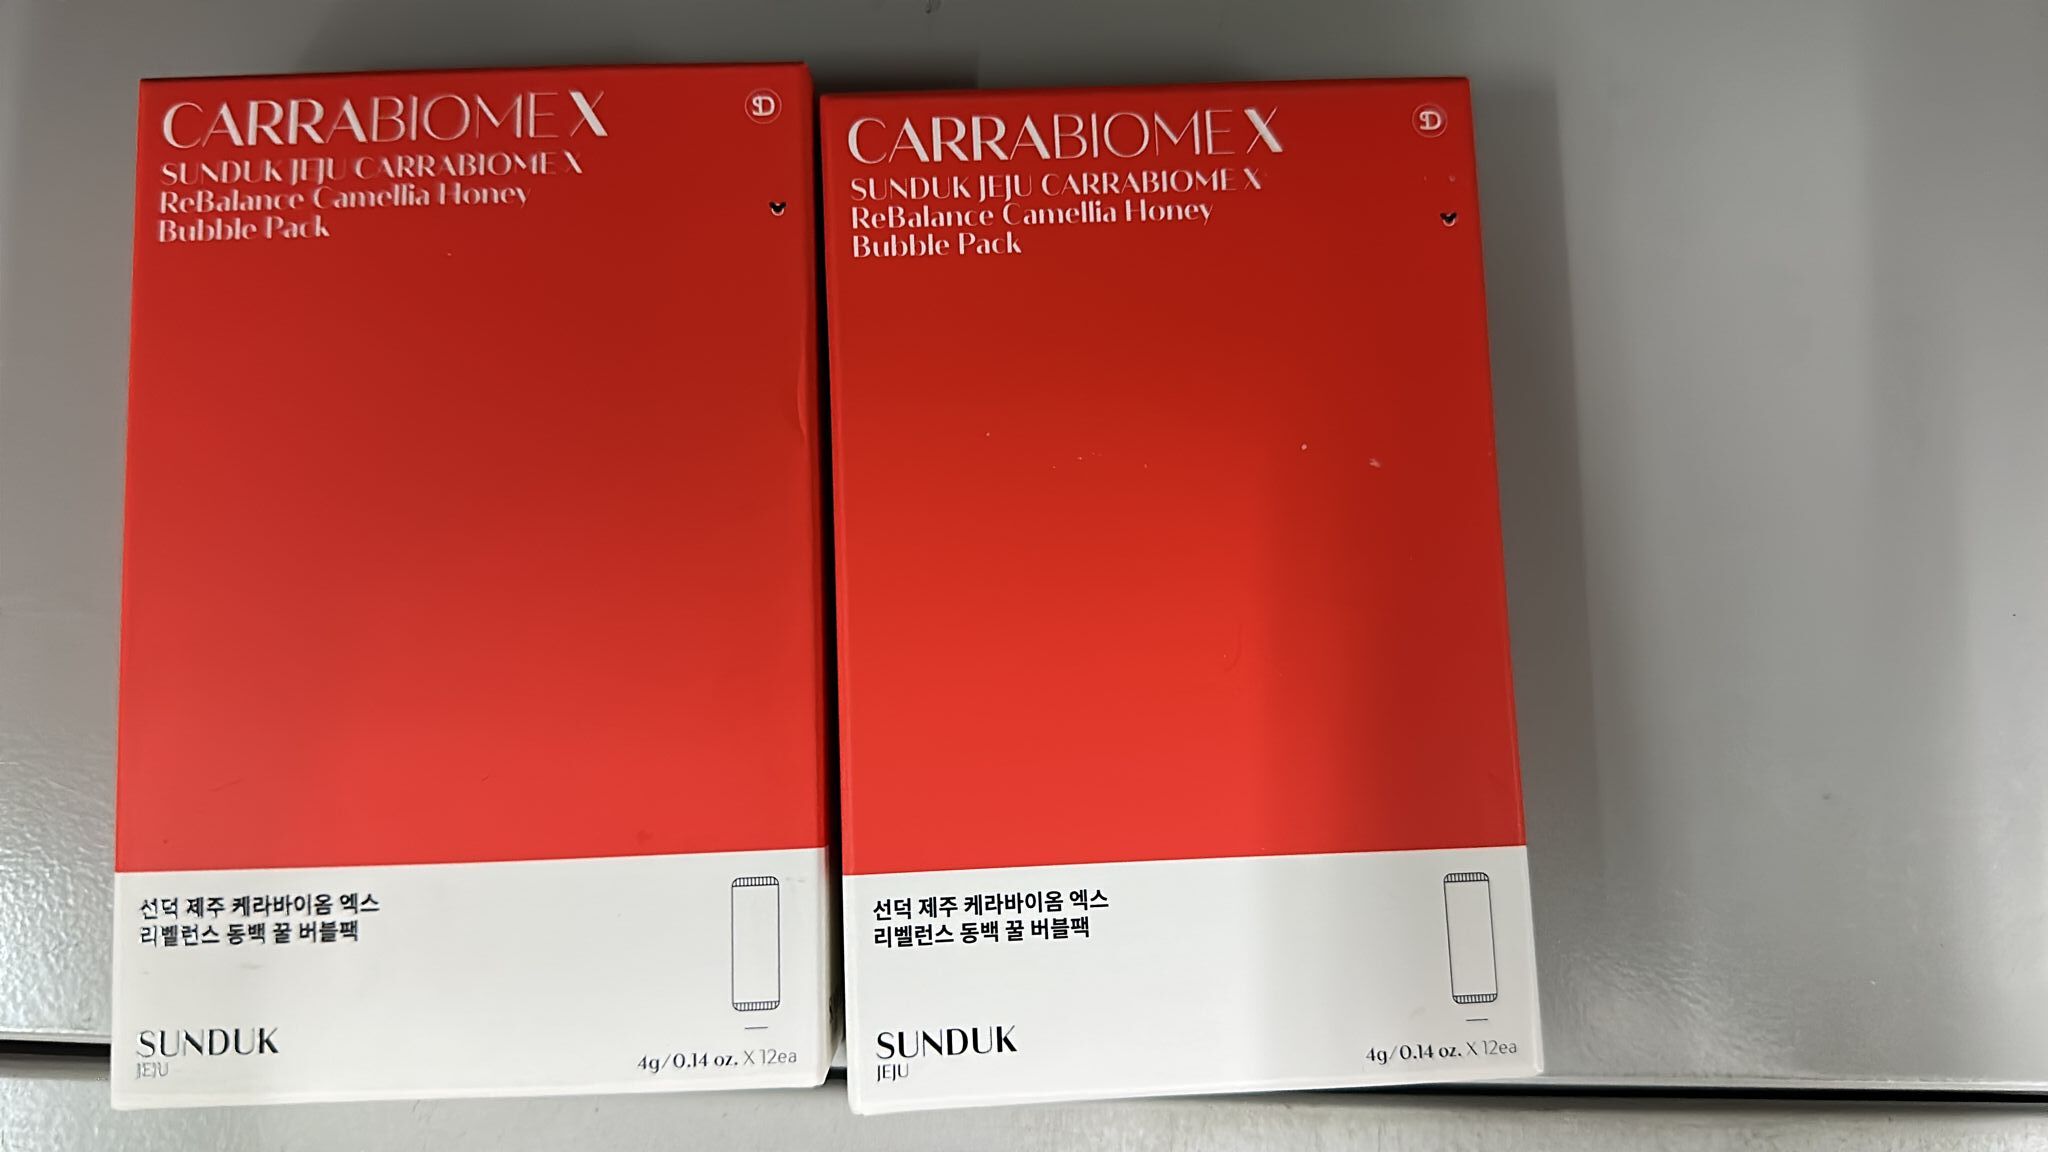 CARRABIOME X
SUNDUK JEJU CARRABIOME X
ReBalance Camellia Honey
Bubble Pack
선덕 제주 케라바이옴 엑스
리벨런스 동백 꿀 버블팩
SUNDUK
JEJU
4g/0.14 oz. X 12ea
CARRABIOME X
SUNDUK JEJU CARRABIOME X
ReBalance Camellia Honey
Bubble Pack
선덕 제주 케라바이옴 엑스
리벨런스 동백 꿀 버블팩
SUNDUK
JEJU
4g/0.14 oz. X 12ea